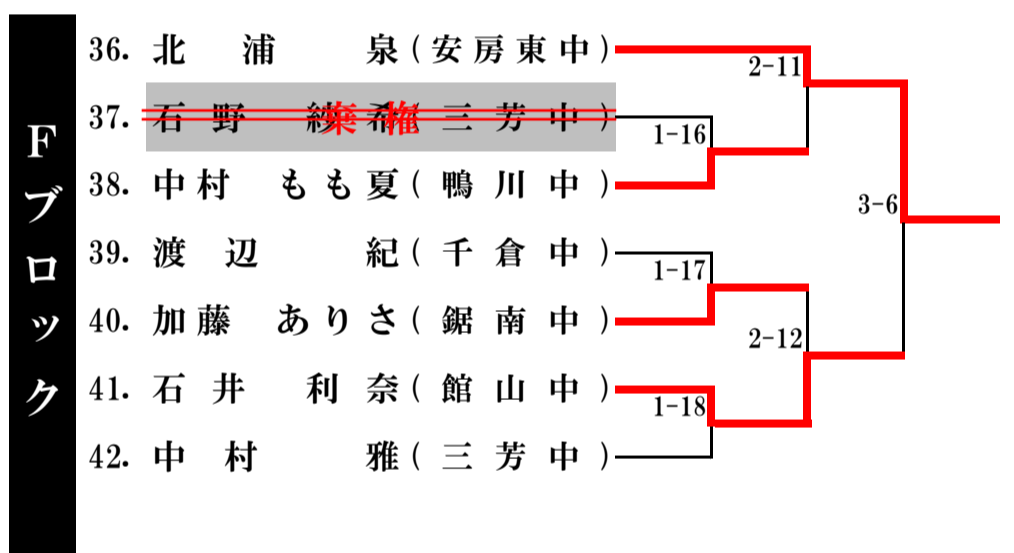 Fブロック
36. 北浦 泉(安房東中)
2-11
37. 石野 希(三芳中)
棄権
1-16
38. 中村 もも夏(鴨川中)
3-6
39. 渡辺 紀(千倉中)
1-17
40. 加藤 ありさ(鋸南中)
2-12
41. 石井 利奈(館山中)
1-18
42. 中村 雅(三芳中)